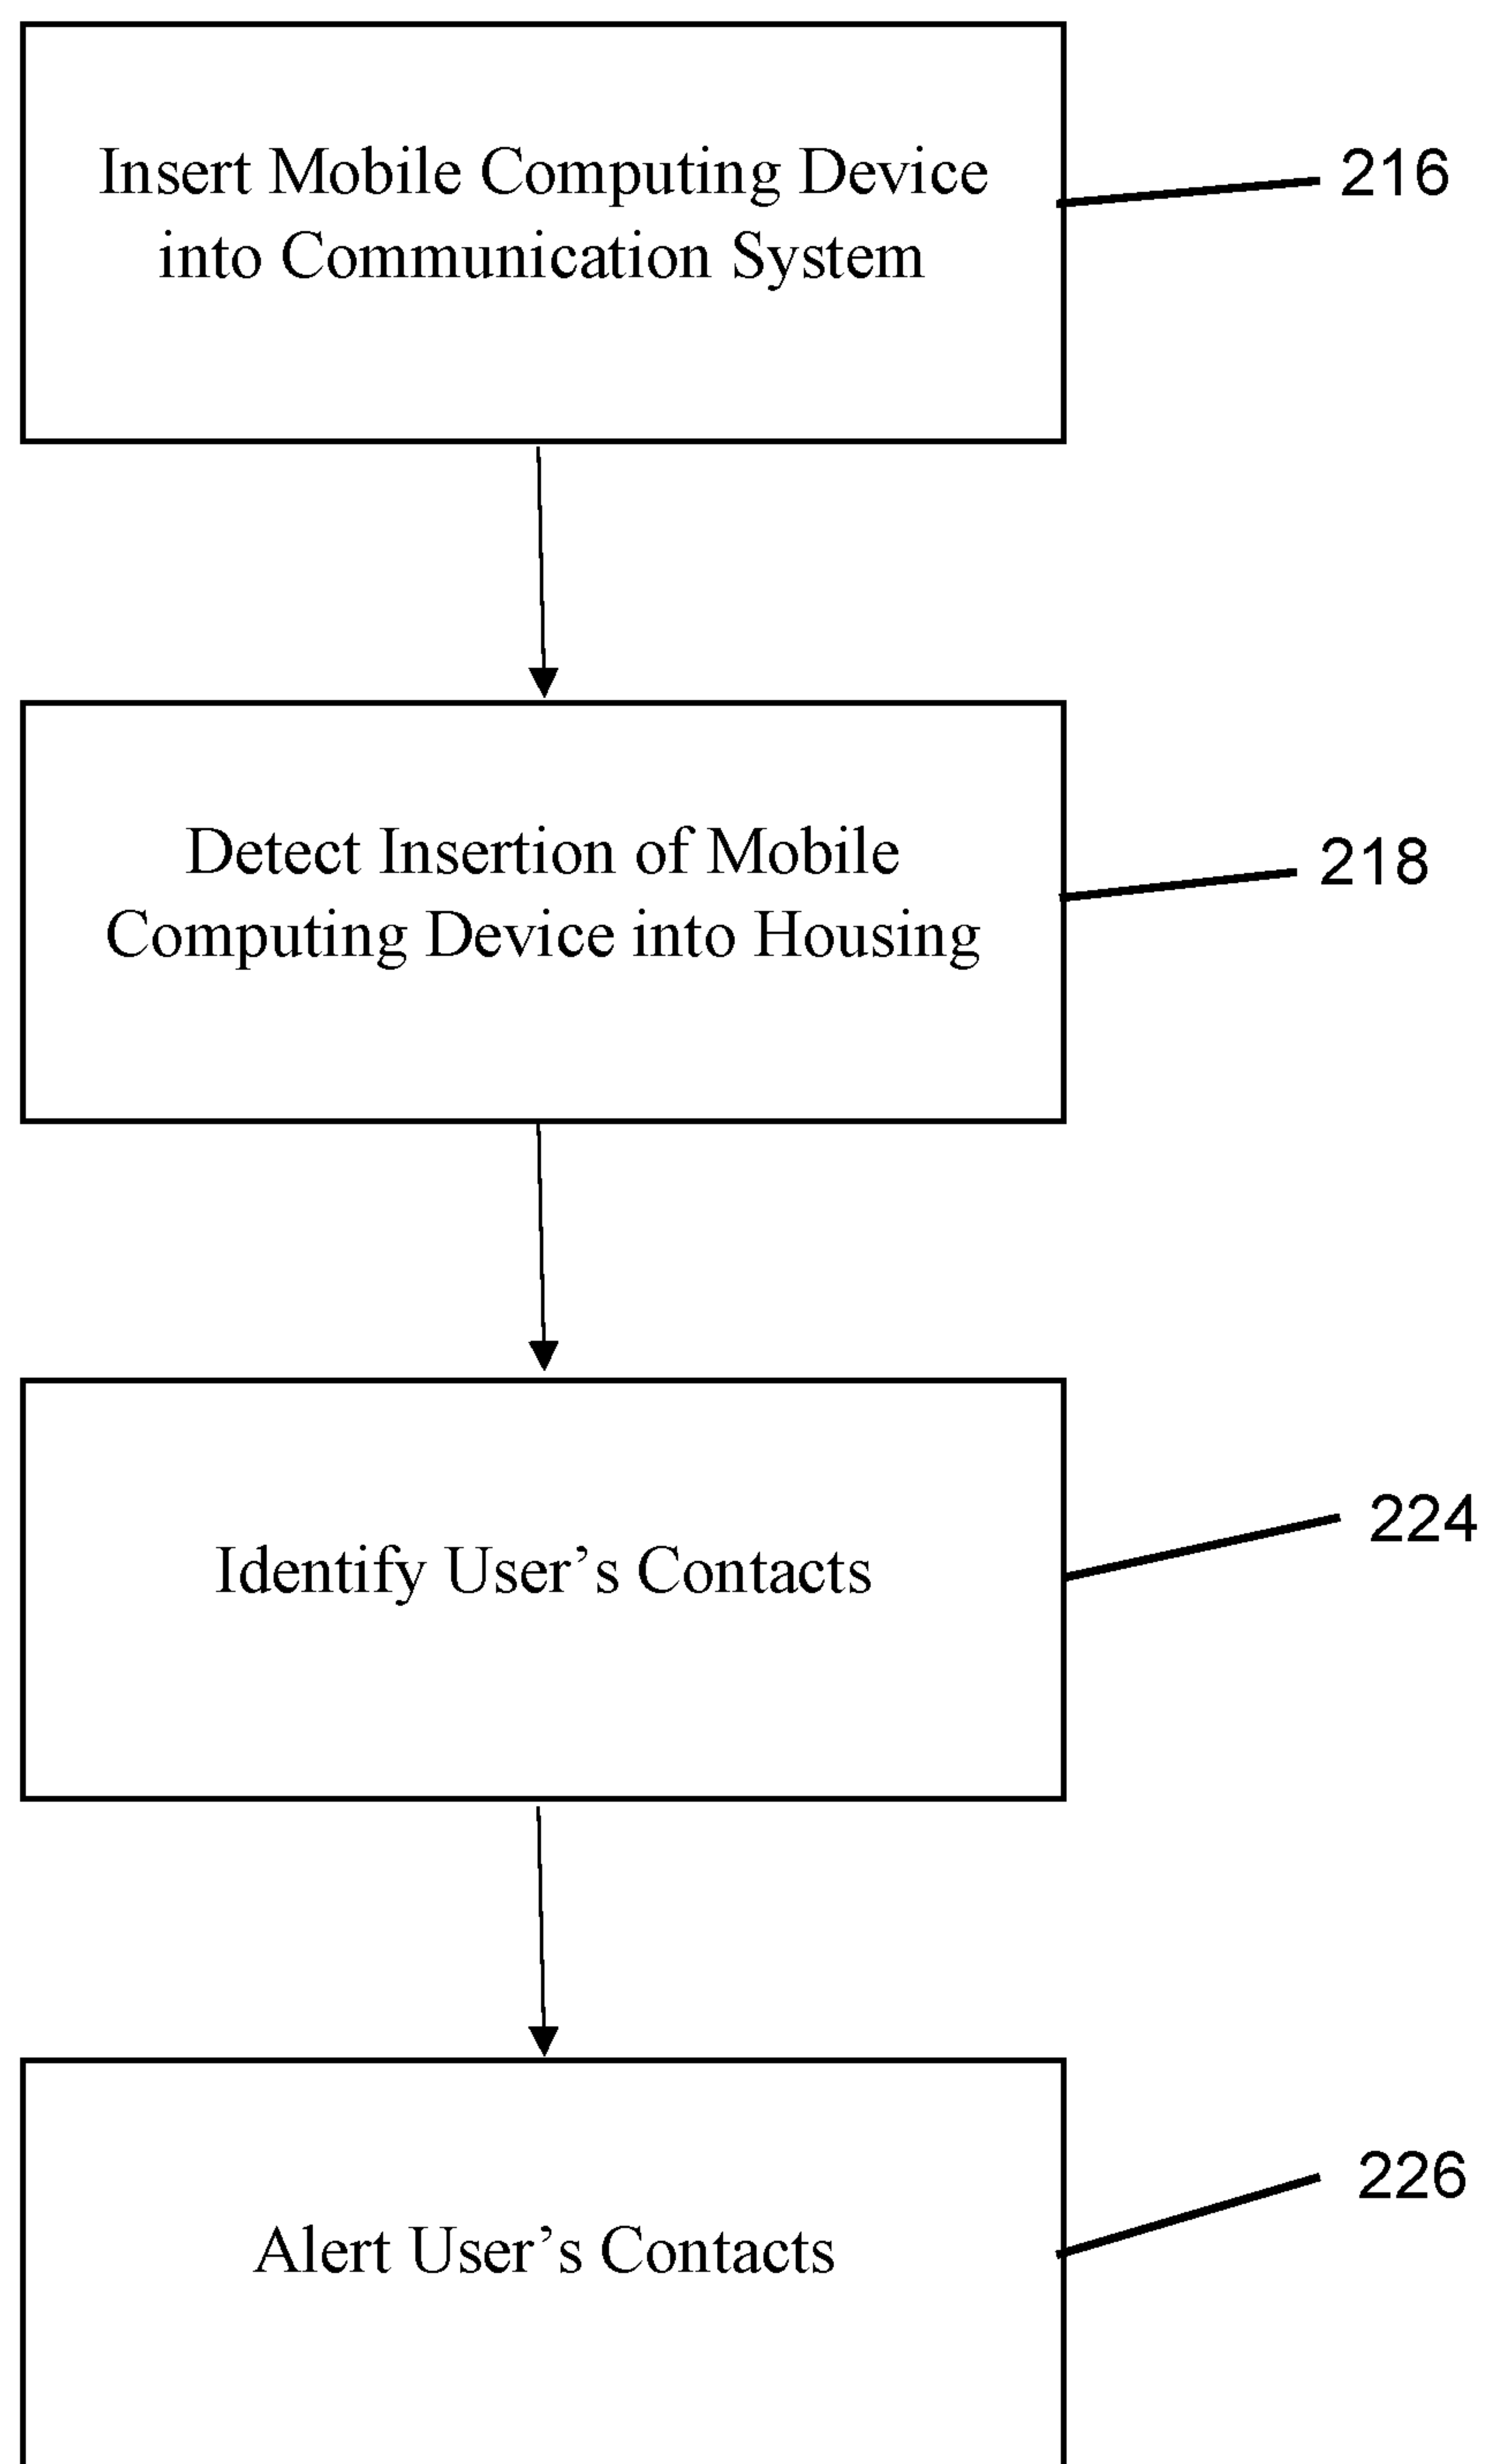 Insert Mobile Computing Device
into Communication System
216
Detect Insertion of Mobile
Computing Device into Housing
218
Identify User’s Contacts
224
Alert User’s Contacts
226